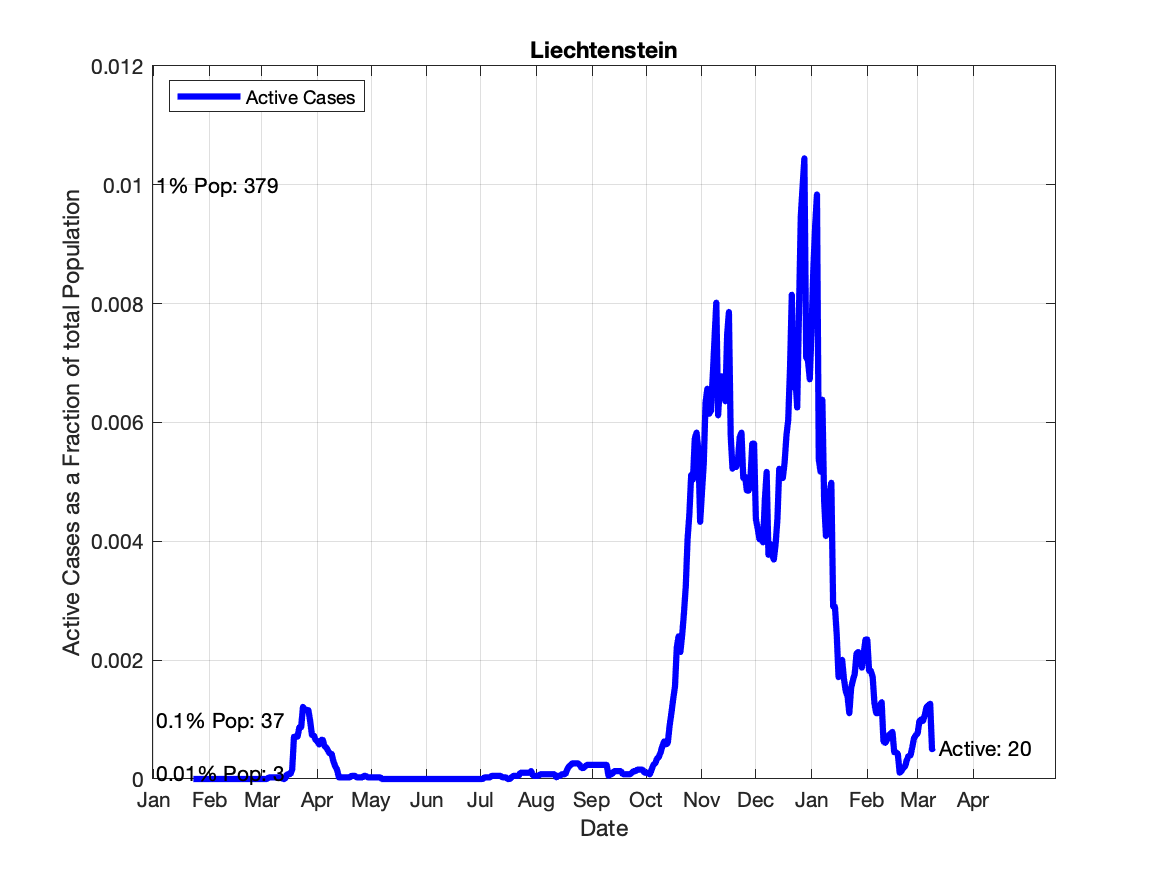 Liechtenstein
0.012
Active Cases
0.01
1% Pop: 379
0.008
0.006
0.004
0.002
0.1% Pop: 37
Active: 20
0.01% Pop: 3
0
Jan Feb Mar Apr May Jun Jul Aug Sep Oct Nov Dec Jan Feb Mar Apr
Date
Active Cases as a Fraction of total Population